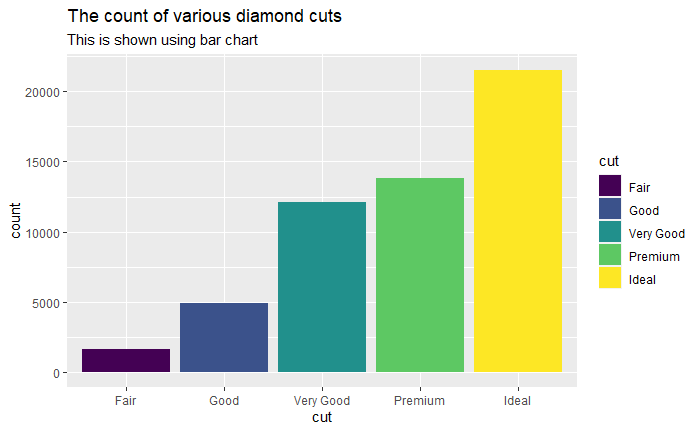 The count of various diamond cuts
This is shown using bar chart
20000
15000
10000
5000
0
count
Fair
Good
Very Good
Premium
Ideal
cut
cut
Fair
Good
Very Good
Premium
Ideal